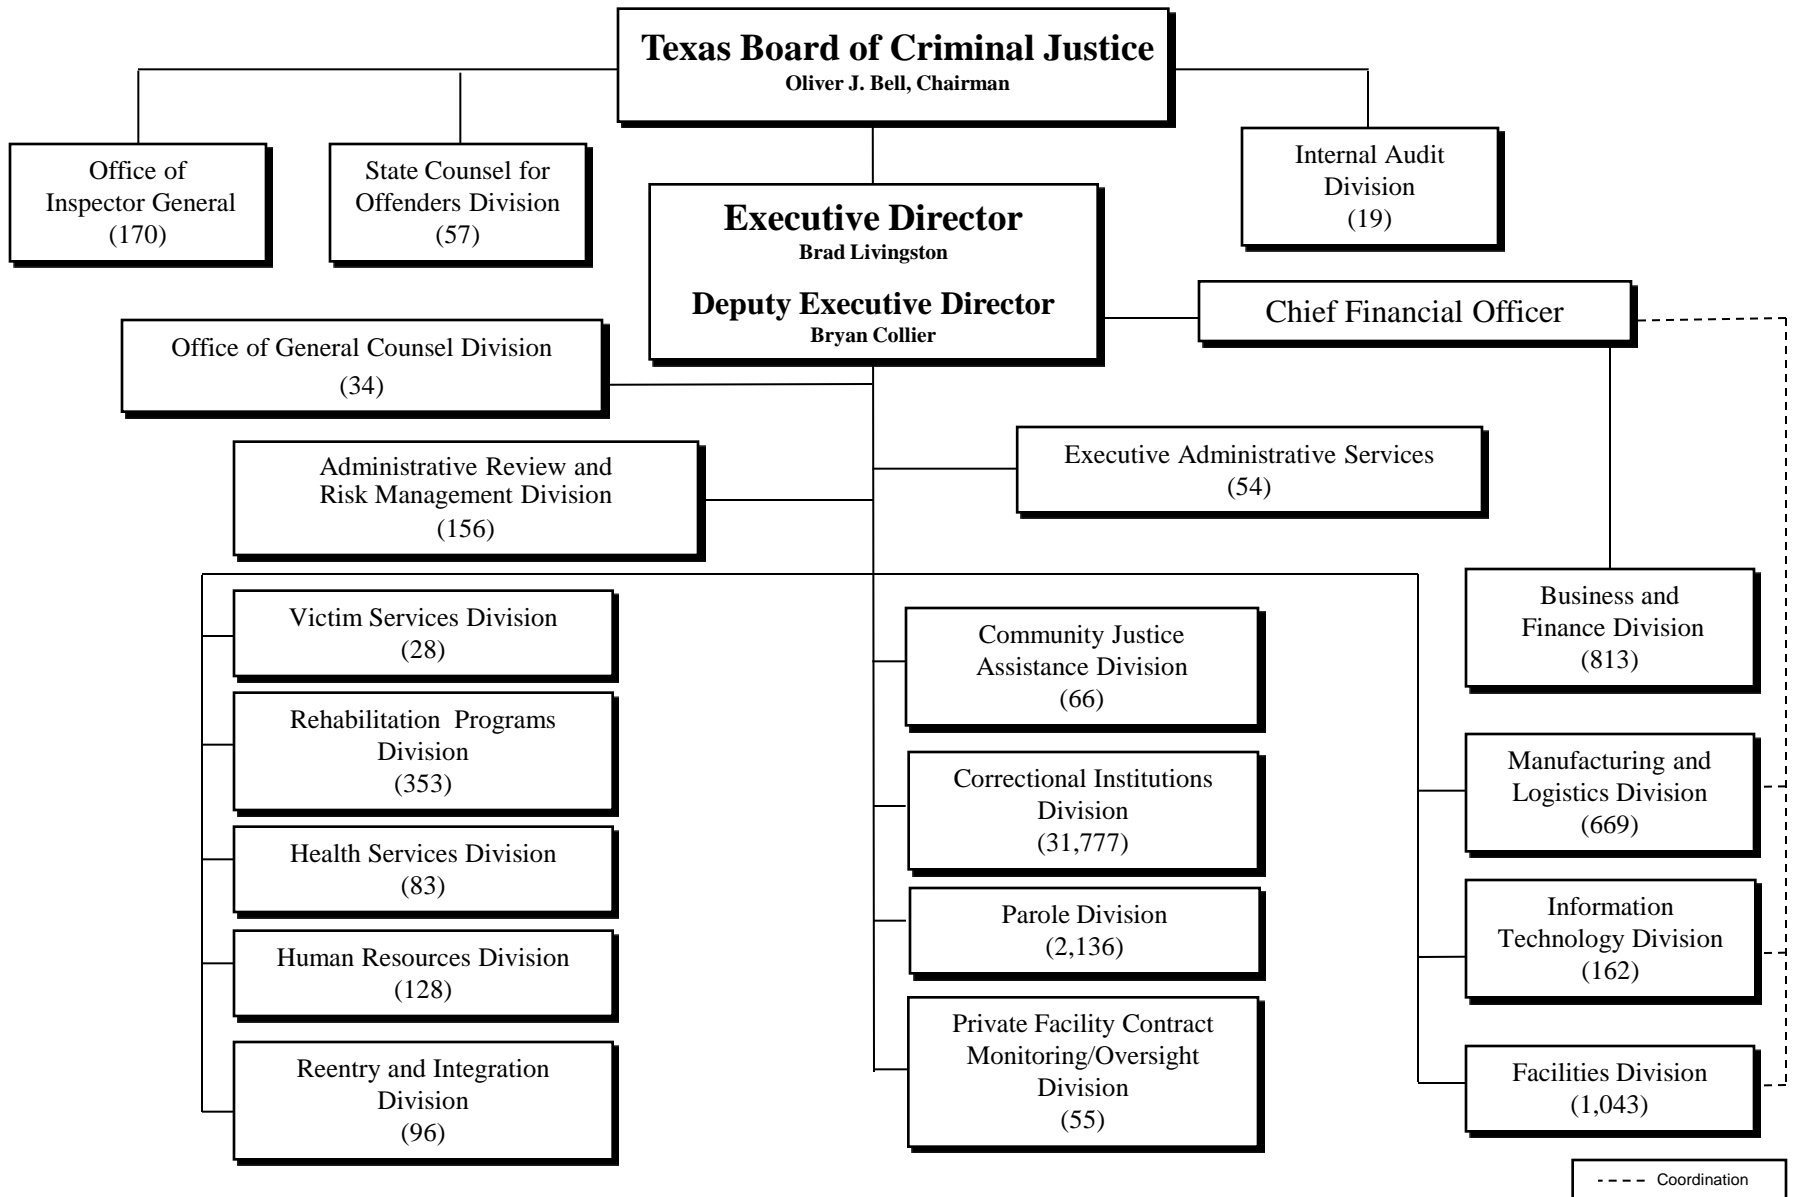 Texas Board of Criminal Justice
Oliver J. Bell, Chairman
Office of
Inspector General
(170)
State Counsel for
Offenders Division
(57)
Internal Audit
Division
(19)
Executive Director
Brad Livingston
Deputy Executive Director
Bryan Collier
Chief Financial Officer
Office of General Counsel Division
(34)
Administrative Review and
Risk Management Division
(156)
Executive Administrative Services
(54)
Victim Services Division
(28)
Rehabilitation Programs
Division
(353)
Health Services Division
(83)
Human Resources Division
(128)
Reentry and Integration
Division
(96)
Community Justice
Assistance Division
(66)
Correctional Institutions
Division
(31,777)
Parole Division
(2,136)
Private Facility Contract
Monitoring/Oversight
Division
(55)
Business and
Finance Division
(813)
Manufacturing and
Logistics Division
(669)
Information
Technology Division
(162)
Facilities Division
(1,043)
Coordination